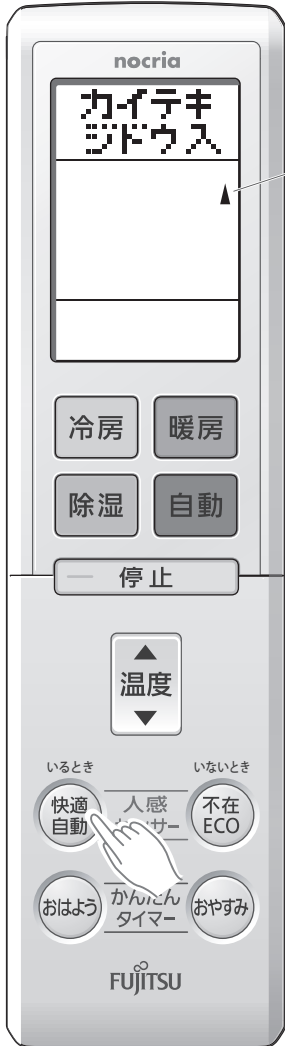 nocria
カイテキ
ジドウス
冷房
暖房
除湿
自動
停止
温度
いるとき
いないとき
快適
自動
人感
サー
不在
ECO
おはよう
かんたん
タイマー
おやすみ
FUJITSU